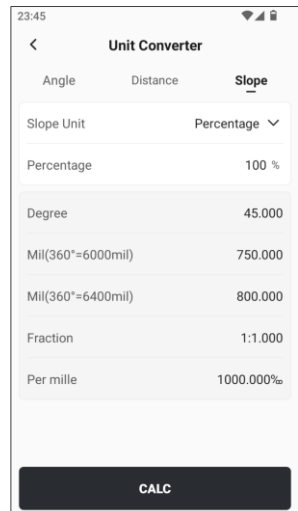 23:45
Unit Converter
Angle Distance Slope
Slope Unit Percentage
Percentage 100 %
Degree 45.000
Mil(360°=6000mil) 750.000
Mil(360°=6400mil) 800.000
Fraction 1:1.000
Per mille 1000.000‰
CALC